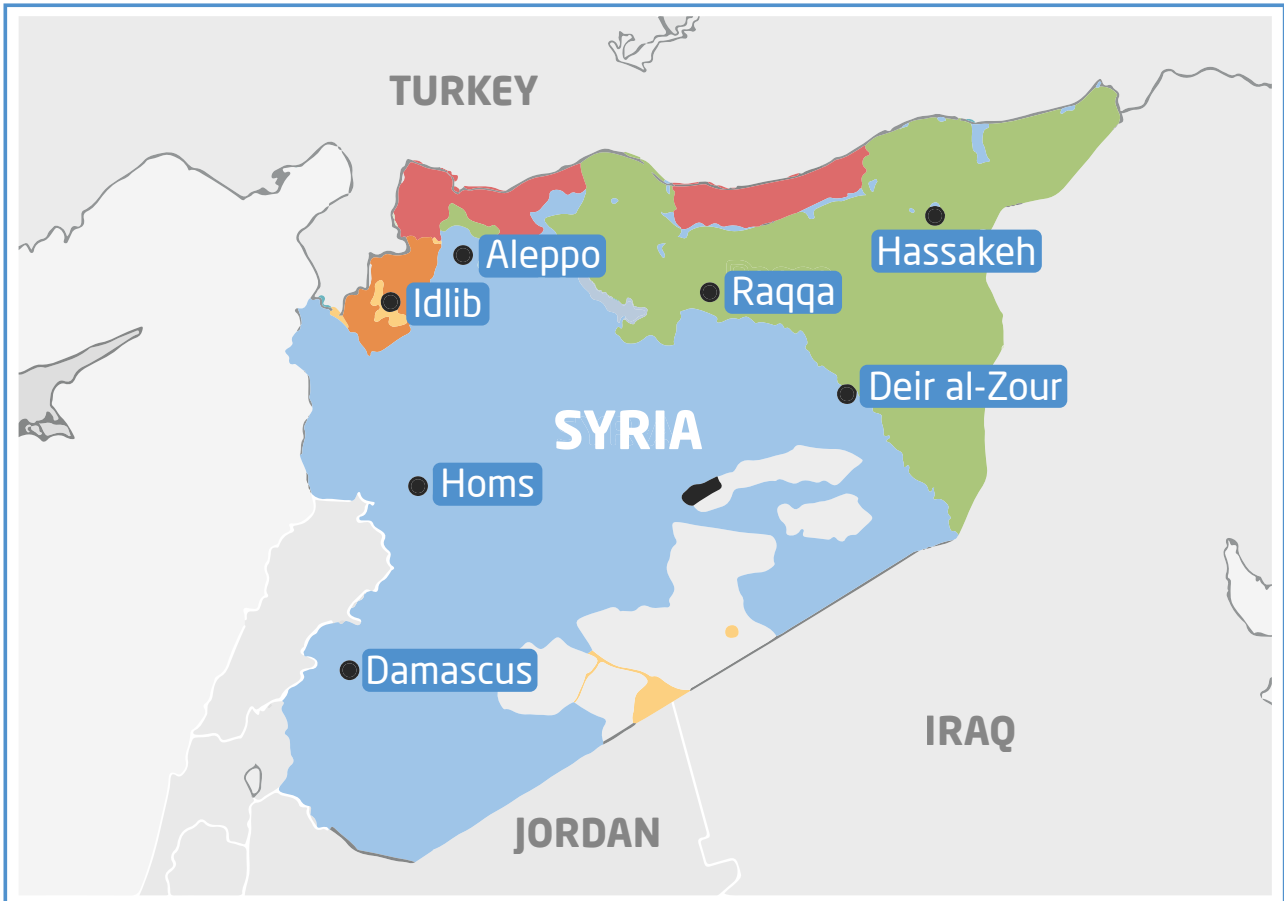 TURKEY
Aleppo
Hassakeh
Idlib
Raqqa
Deir al-Zour
SYRIA
Homs
Damascus
IRAQ
JORDAN